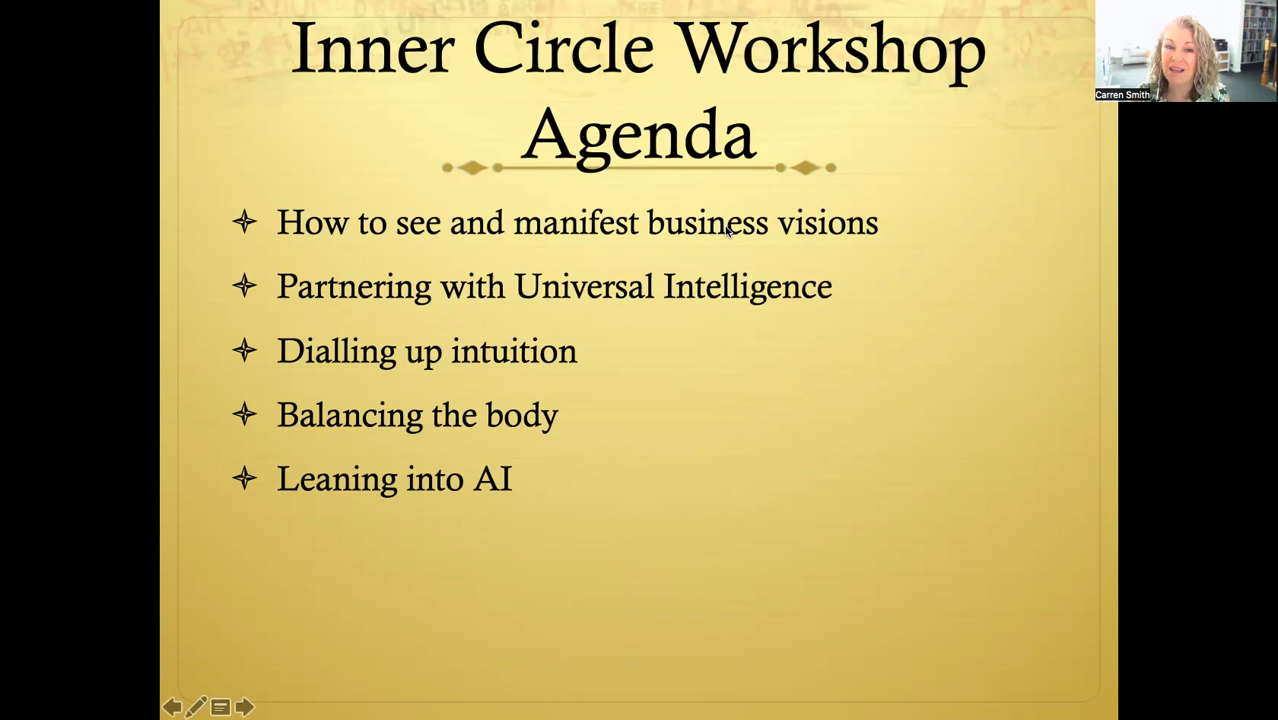 Inner Circle Workshop
Agenda
How to see and manifest business visions
Partnering with Universal Intelligence
Dialling up intuition
Balancing the body
Leaning into AI
Carren Smith